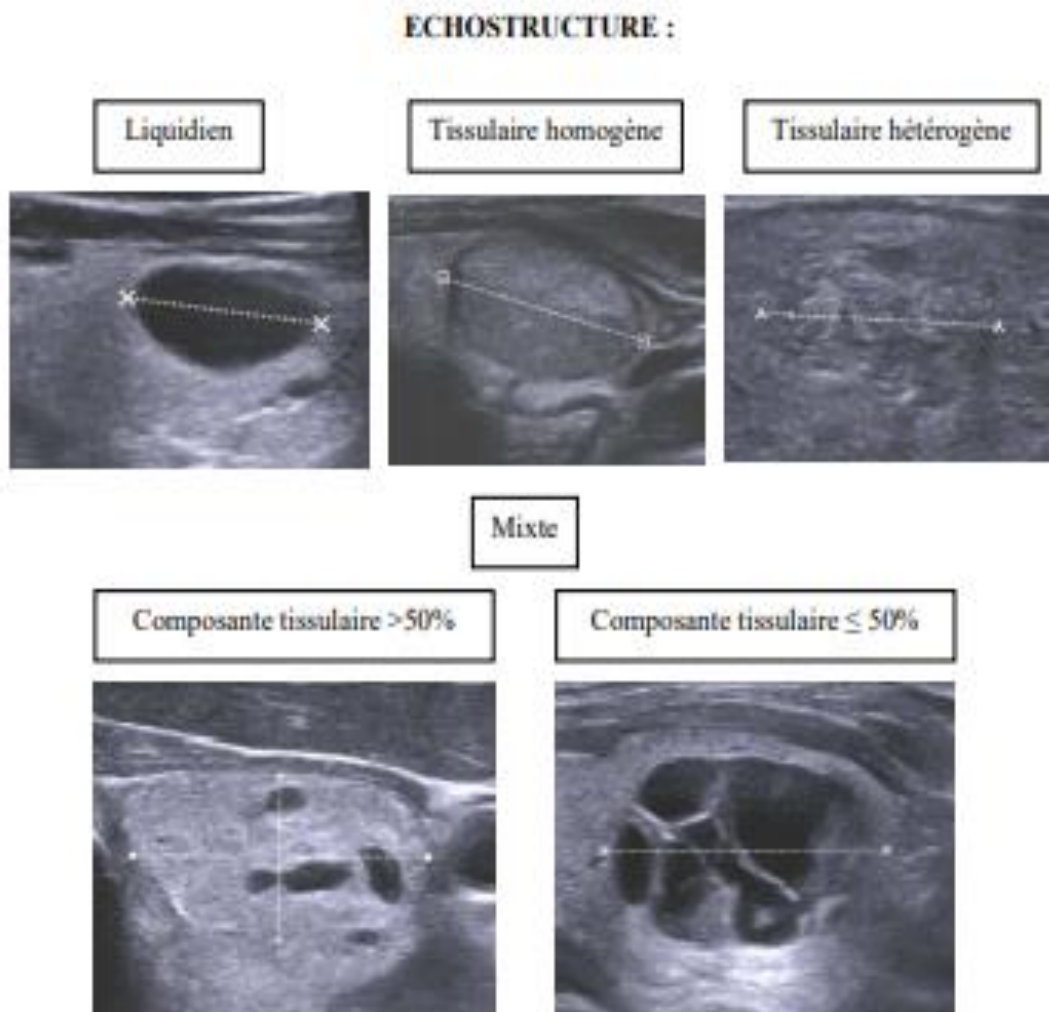 ECHOSTRUCTURE :
Liquidien
Tissulaire homogène
Tissulaire hétérogène
Mixte
Composante tissulaire >50%
Composante tissulaire ≤ 50%